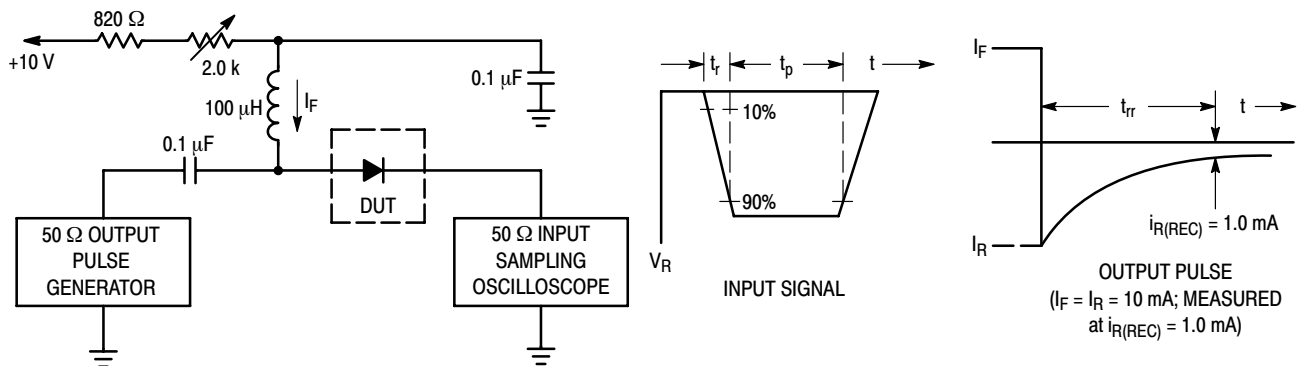 820 Ω
+10 V
2.0 k
100 µH
I_F
0.1 µF
0.1 µF
DUT
50 Ω OUTPUT
PULSE
GENERATOR
50 Ω INPUT
SAMPLING
OSCILLOSCOPE
t_r
t_p
t
10%
90%
V_R
INPUT SIGNAL
I_F
t_rr
t
I_R
i_R(REC) = 1.0 mA
OUTPUT PULSE
(I_F = I_R = 10 mA; MEASURED
at i_R(REC) = 1.0 mA)